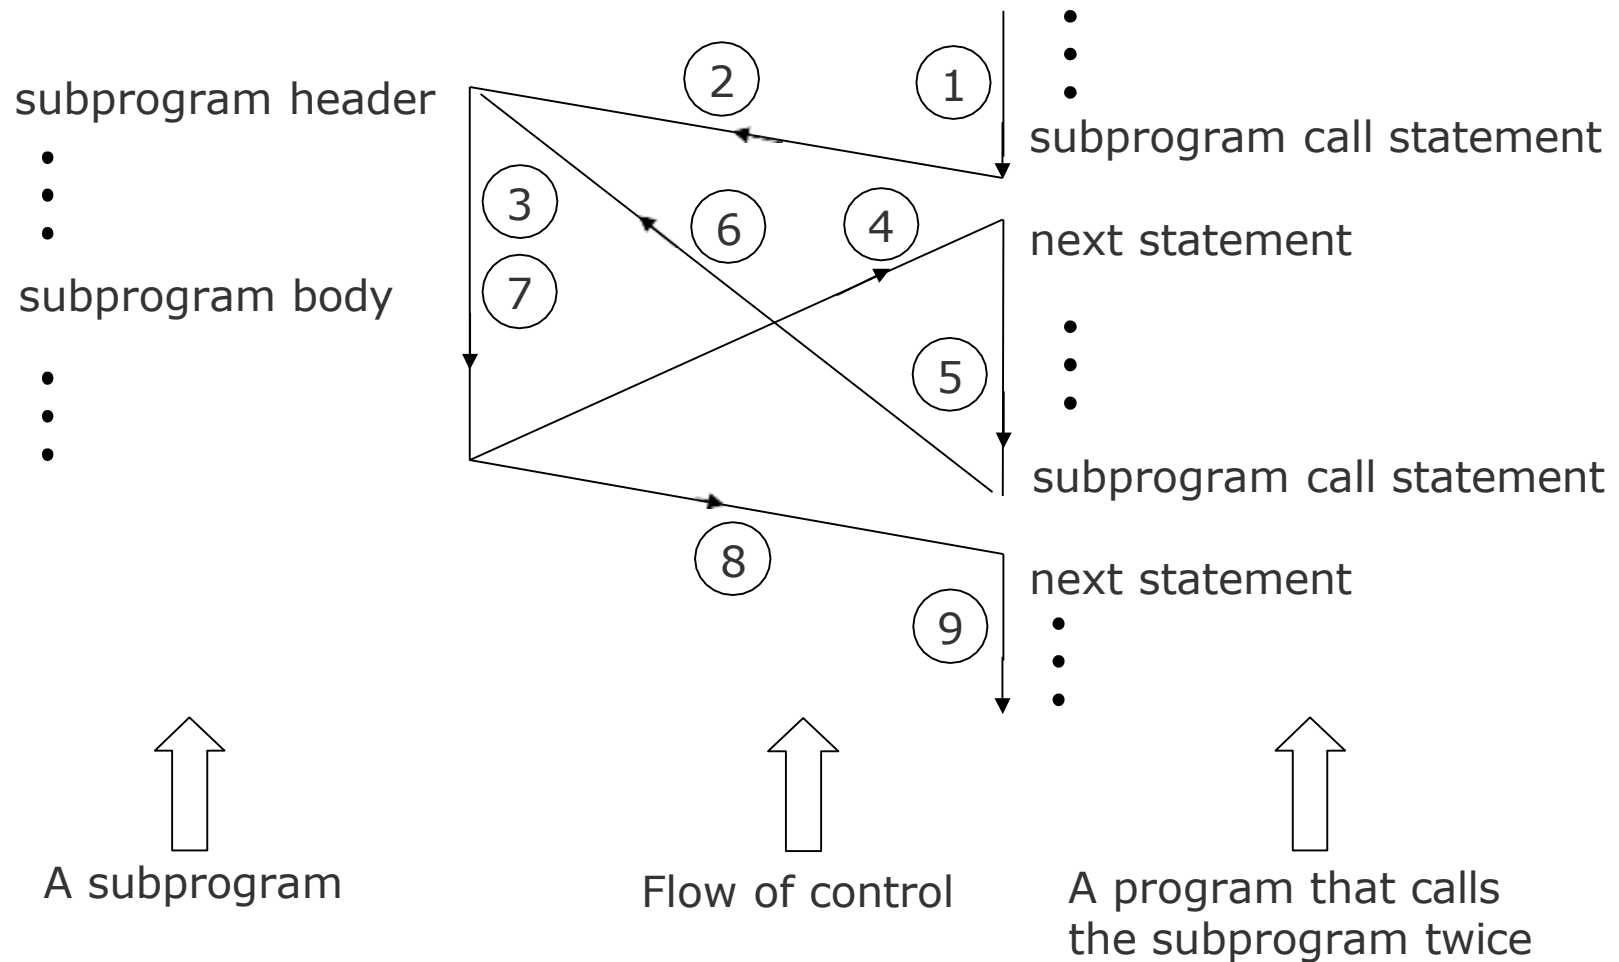 subprogram header
subprogram body
2
1
3
7
6
4
5
8
9
subprogram call statement
next statement
subprogram call statement
next statement
A subprogram
Flow of control
A program that calls
the subprogram twice